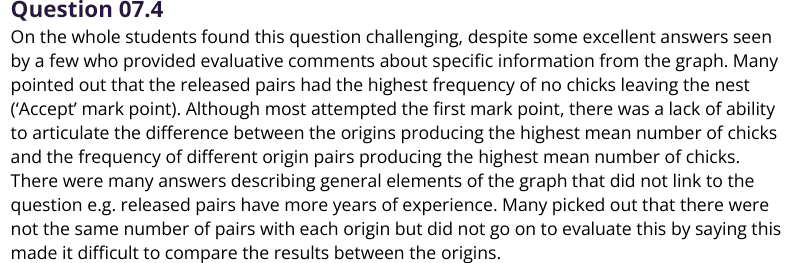 Question 07.4
On the whole students found this question challenging, despite some excellent answers seen
by a few who provided evaluative comments about specific information from the graph. Many
pointed out that the released pairs had the highest frequency of no chicks leaving the nest
(‘Accept’ mark point). Although most attempted the first mark point, there was a lack of ability
to articulate the difference between the origins producing the highest mean number of chicks
and the frequency of different origin pairs producing the highest mean number of chicks.
There were many answers describing general elements of the graph that did not link to the
question e.g. released pairs have more years of experience. Many picked out that there were
not the same number of pairs with each origin but did not go on to evaluate this by saying this
made it difficult to compare the results between the origins.